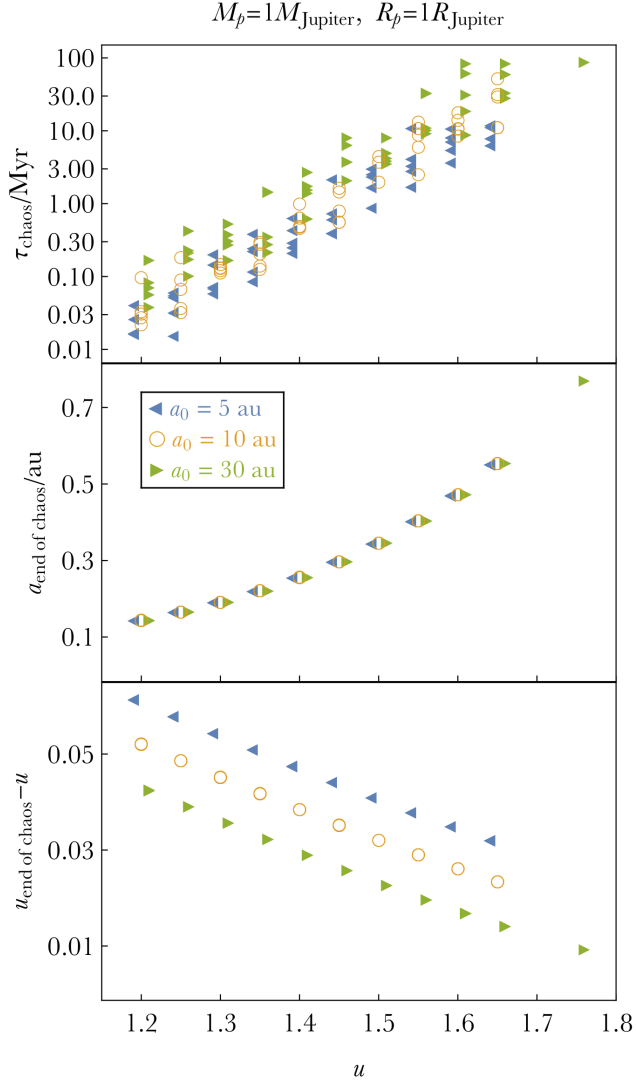 M_p=1M_Jupiter, R_p=1R_Jupiter
τ_chaos/Myr
100
30.0
10.0
3.00
1.00
0.30
0.10
0.03
0.01
a_end of chaos/au
0.7
0.5
0.3
0.1
a_0 = 5 au
a_0 = 10 au
a_0 = 30 au
u_end of chaos−u
0.05
0.03
0.01
1.2 1.3 1.4 1.5 1.6 1.7 1.8
u